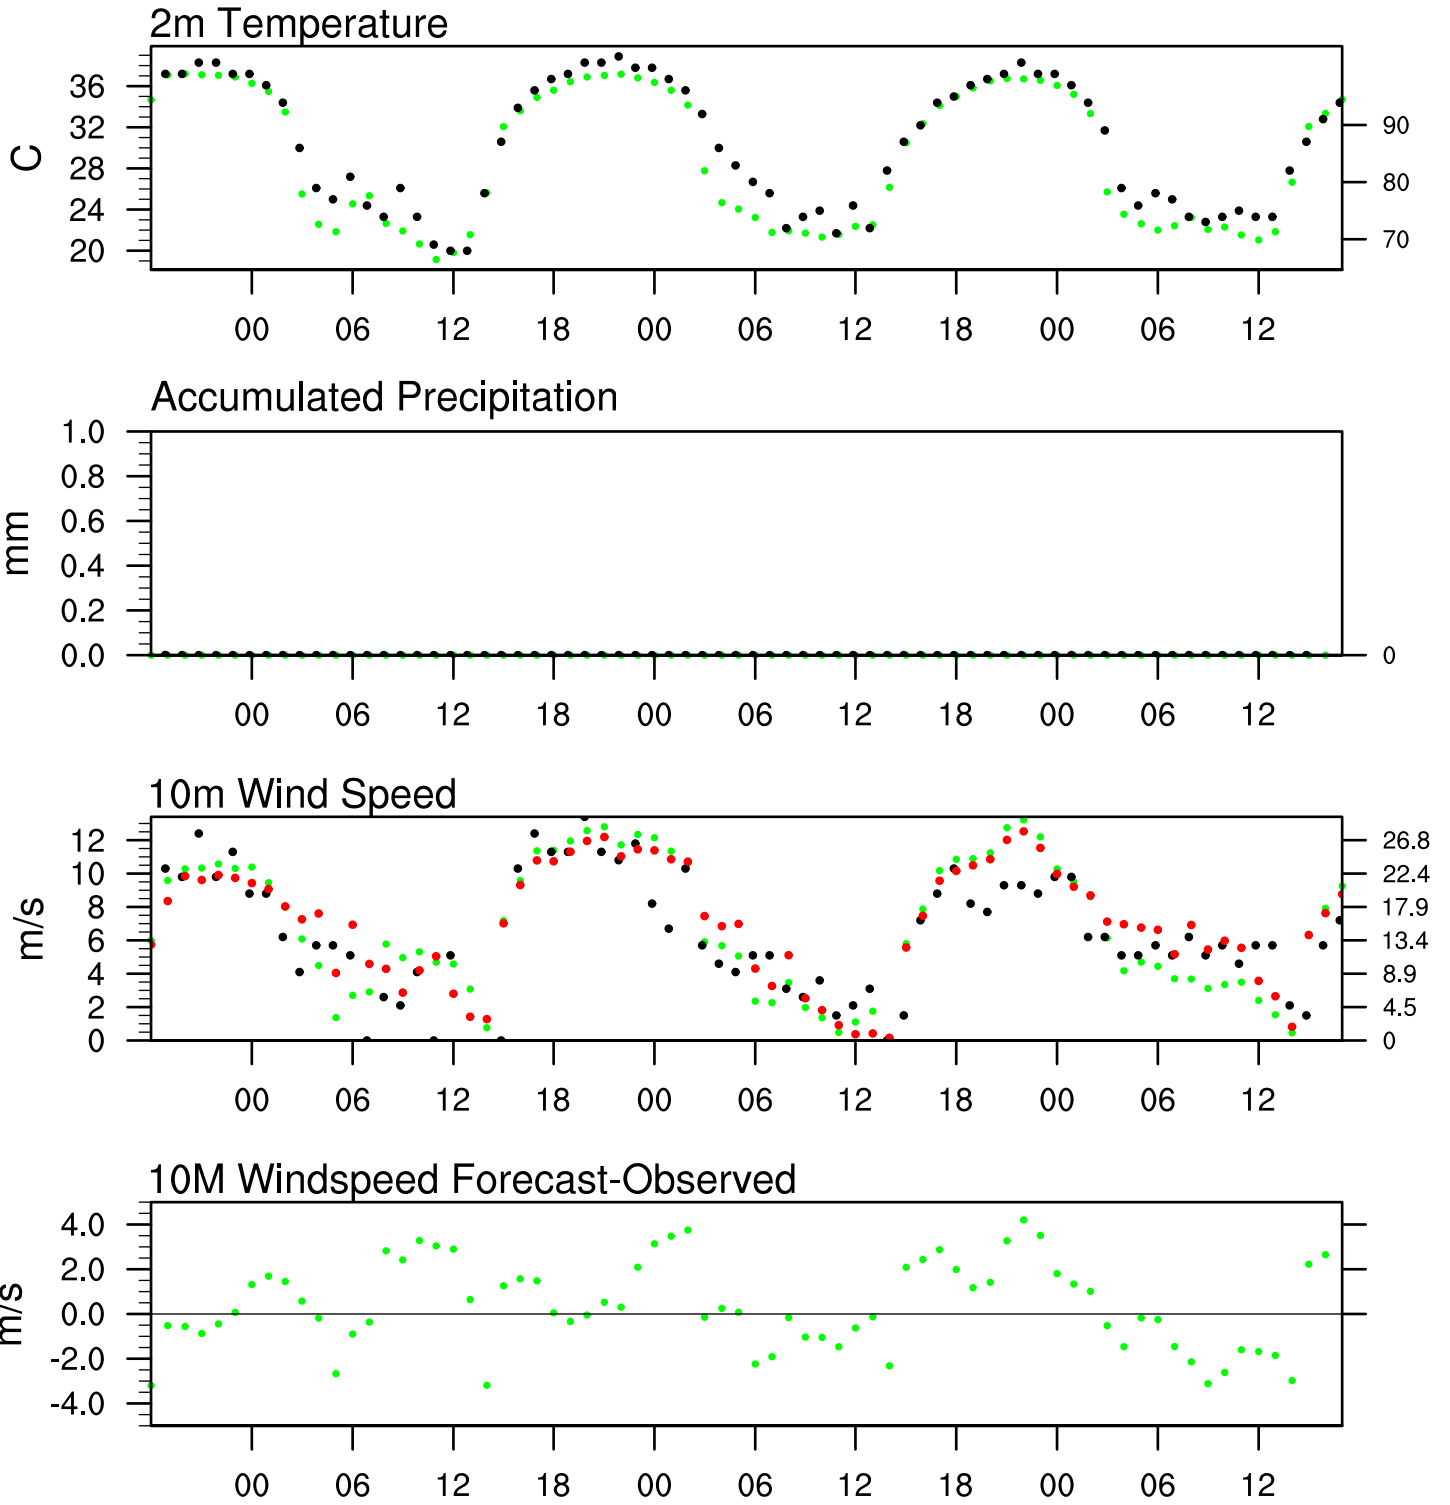 2m Temperature
C
36
32
28
24
20
90
80
70
00 06 12 18 00 06 12 18 00 06 12
Accumulated Precipitation
mm
1.0
0.8
0.6
0.4
0.2
0.0
0
00 06 12 18 00 06 12 18 00 06 12
10m Wind Speed
m/s
12
10
8
6
4
2
0
26.8
22.4
17.9
13.4
8.9
4.5
0
00 06 12 18 00 06 12 18 00 06 12
10M Windspeed Forecast-Observed
m/s
4.0
2.0
0.0
-2.0
-4.0
00 06 12 18 00 06 12 18 00 06 12